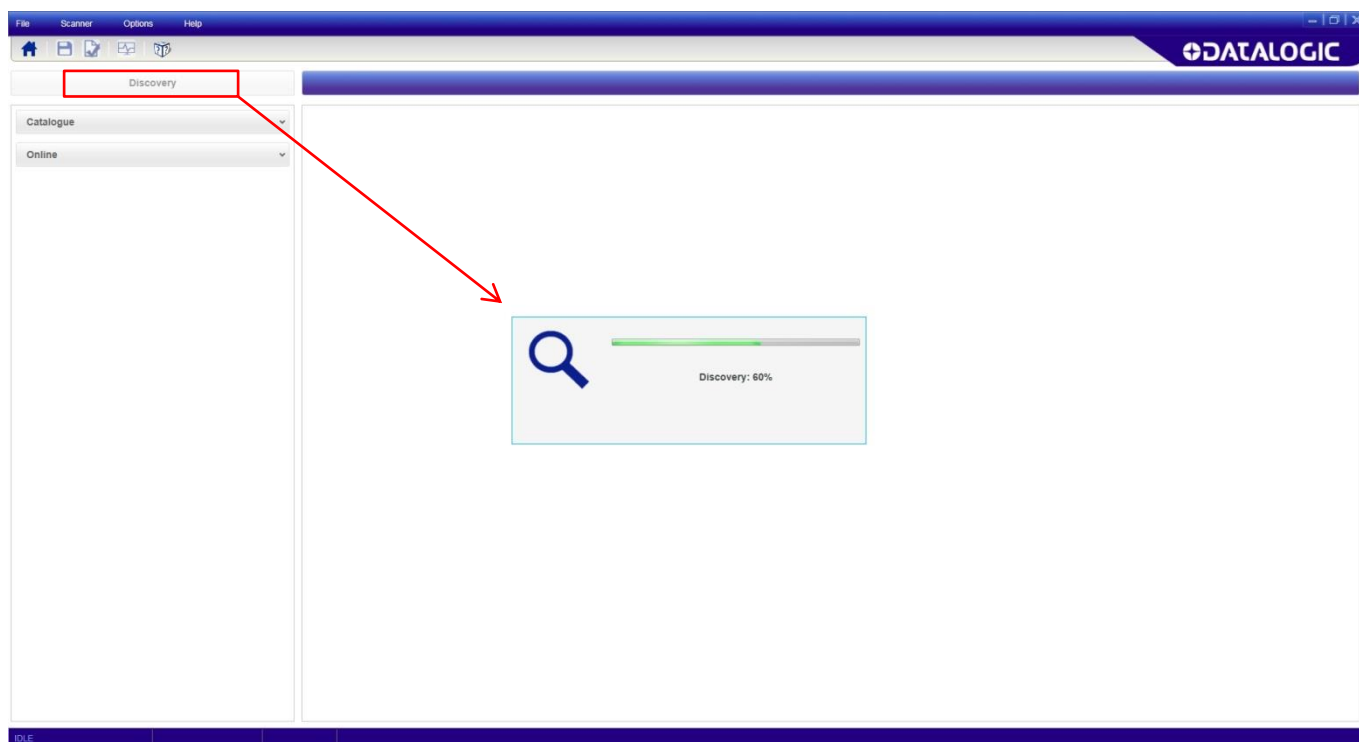 File Scanner Options Help
DATALOGIC
Discovery
Catalogue
Online
Discovery: 60%
IDLE